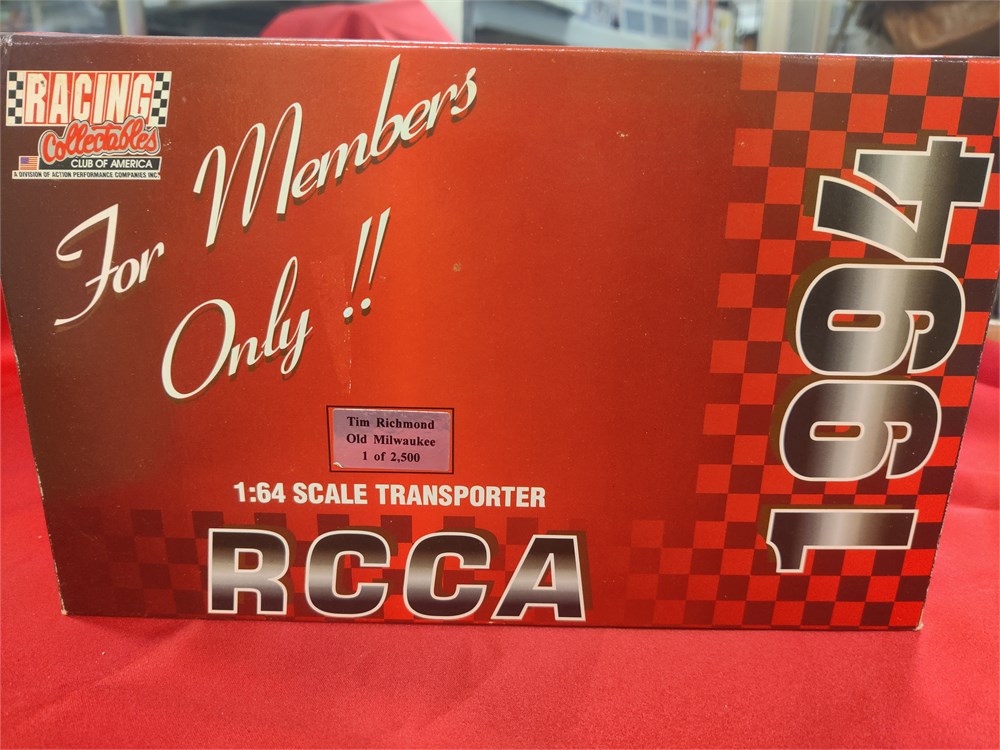 RACING
Collectables
CLUB OF AMERICA
A DIVISION OF ACTION PERFORMANCE COMPANIES INC.
For Members
Only !!
1994
Tim Richmond
Old Milwaukee
1 of 2,500
1:64 SCALE TRANSPORTER
RCCA